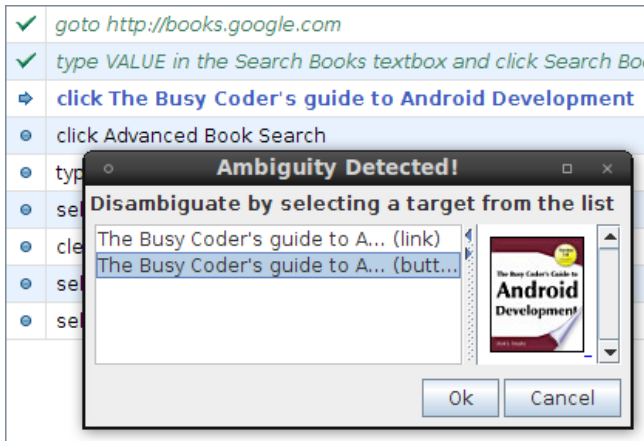 goto http://books.google.com
type VALUE in the Search Books textbox and click Search Boo
click The Busy Coder's guide to Android Development
click Advanced Book Search
typ
Ambiguity Detected!
Disambiguate by selecting a target from the list
sel
The Busy Coder's guide to A... (link)
cle
The Busy Coder's guide to A... (butt...
The Busy Coder's Guide to
Android
Development
sel
sel
Ok
Cancel